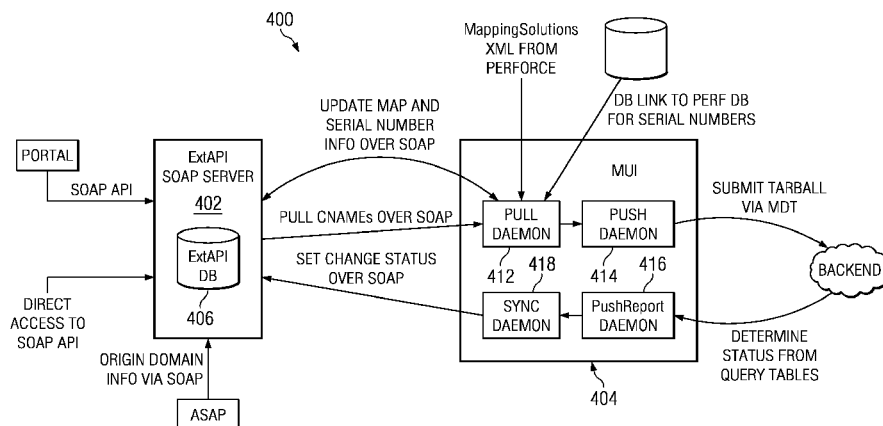 400
MappingSolutions
XML FROM
PERFORCE
DB LINK TO PERF DB
FOR SERIAL NUMBERS
UPDATE MAP AND
SERIAL NUMBER
INFO OVER SOAP
PORTAL
SOAP API
ExtAPI
SOAP SERVER
402
ExtAPI
DB
406
DIRECT
ACCESS TO
SOAP API
ORIGIN DOMAIN
INFO VIA SOAP
ASAP
PULL CNAMEs OVER SOAP
SET CHANGE STATUS
OVER SOAP
MUI
PULL
DAEMON
PUSH
DAEMON
412
418
414
416
SYNC
DAEMON
PushReport
DAEMON
404
SUBMIT TARBALL
VIA MDT
BACKEND
DETERMINE
STATUS FROM
QUERY TABLES